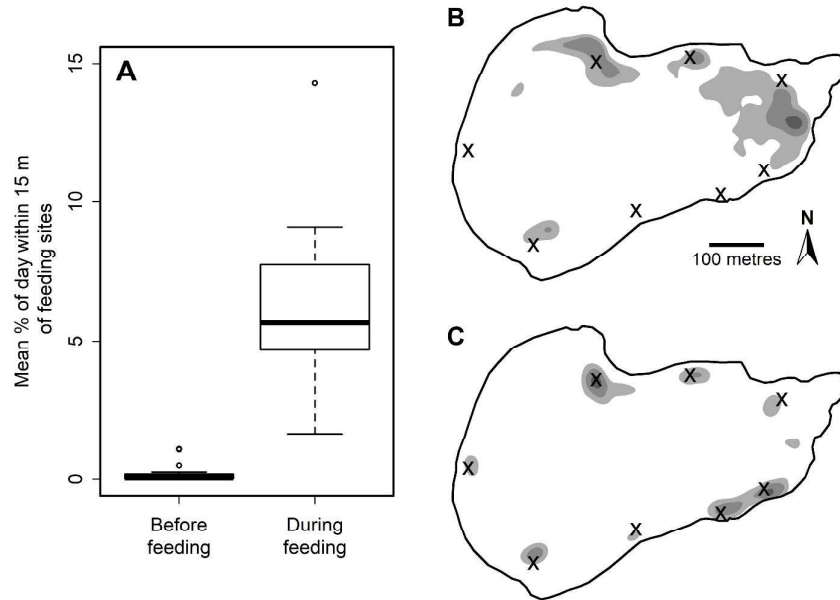 A
Mean % of day within 15 m
of feeding sites
15
10
5
0
Before
feeding
During
feeding
B
X
X
X
X
X
X
X
X
N
100 metres
C
X
X
X
X
X
X
X
X